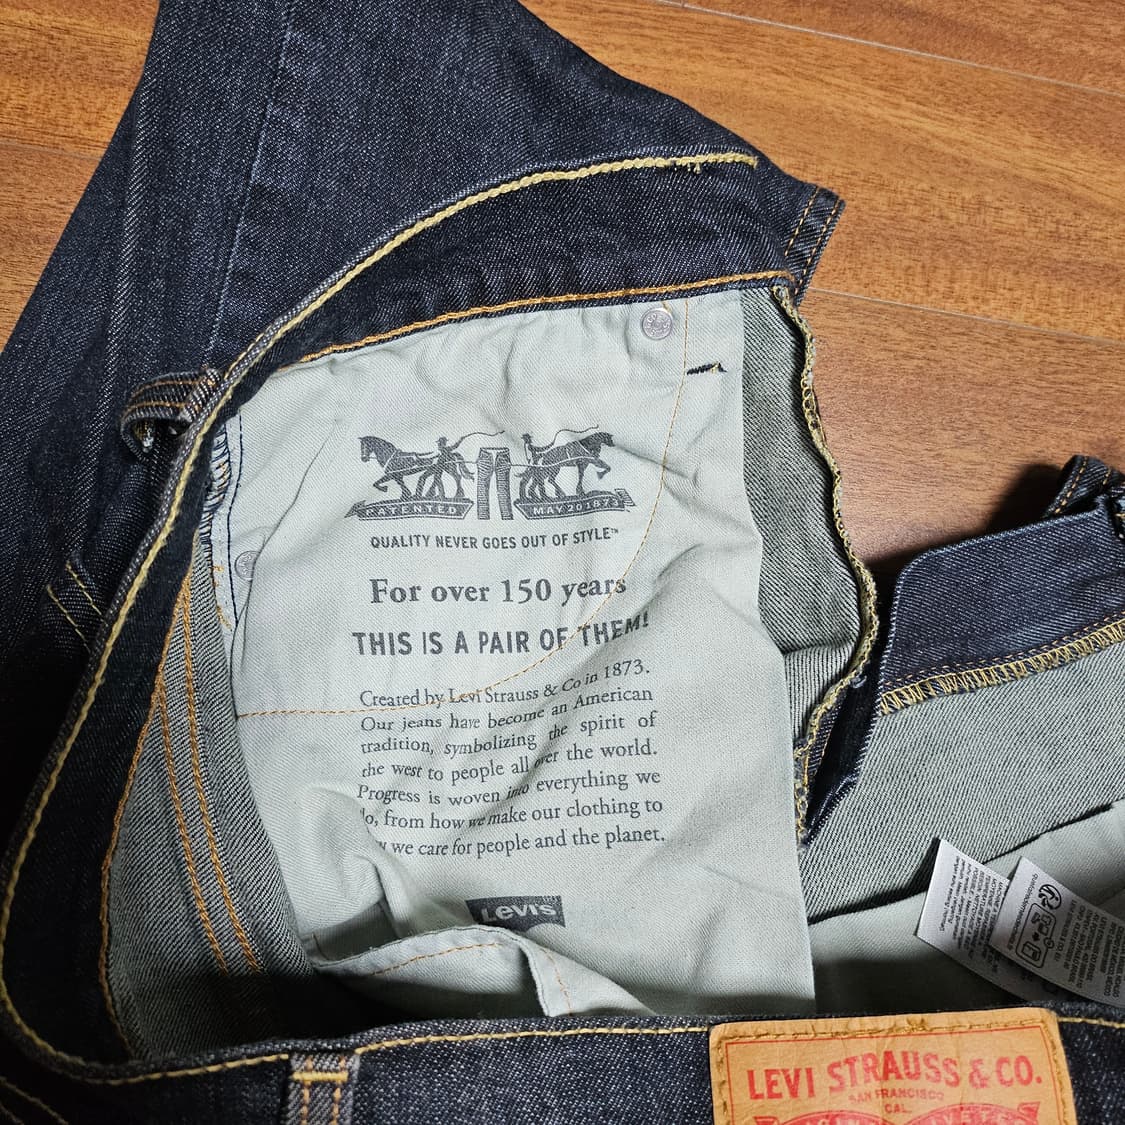 PATENTED MAY 20 1873
QUALITY NEVER GOES OUT OF STYLE™
For over 150 years
THIS IS A PAIR OF THEM!
Created by Levi Strauss & Co in 1873.
Our jeans have become an American
tradition, symbolizing the spirit of
the west to people all over the world.
Progress is woven into everything we
do, from how we make our clothing to
we care for people and the planet.
Levi's
LEVI STRAUSS & CO.
SAN FRANCISCO
CAL.